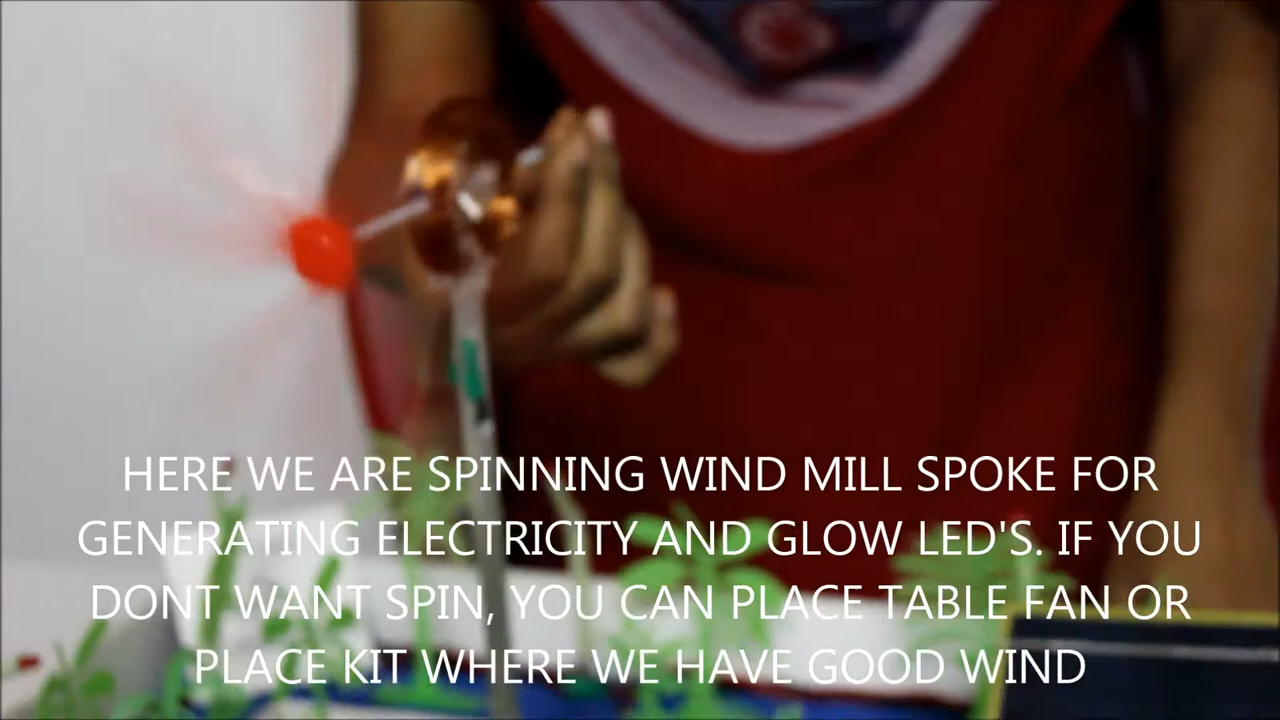 HERE WE ARE SPINNING WIND MILL SPOKE FOR
GENERATING ELECTRICITY AND GLOW LED'S. IF YOU
DONT WANT SPIN, YOU CAN PLACE TABLE FAN OR
PLACE KIT WHERE WE HAVE GOOD WIND